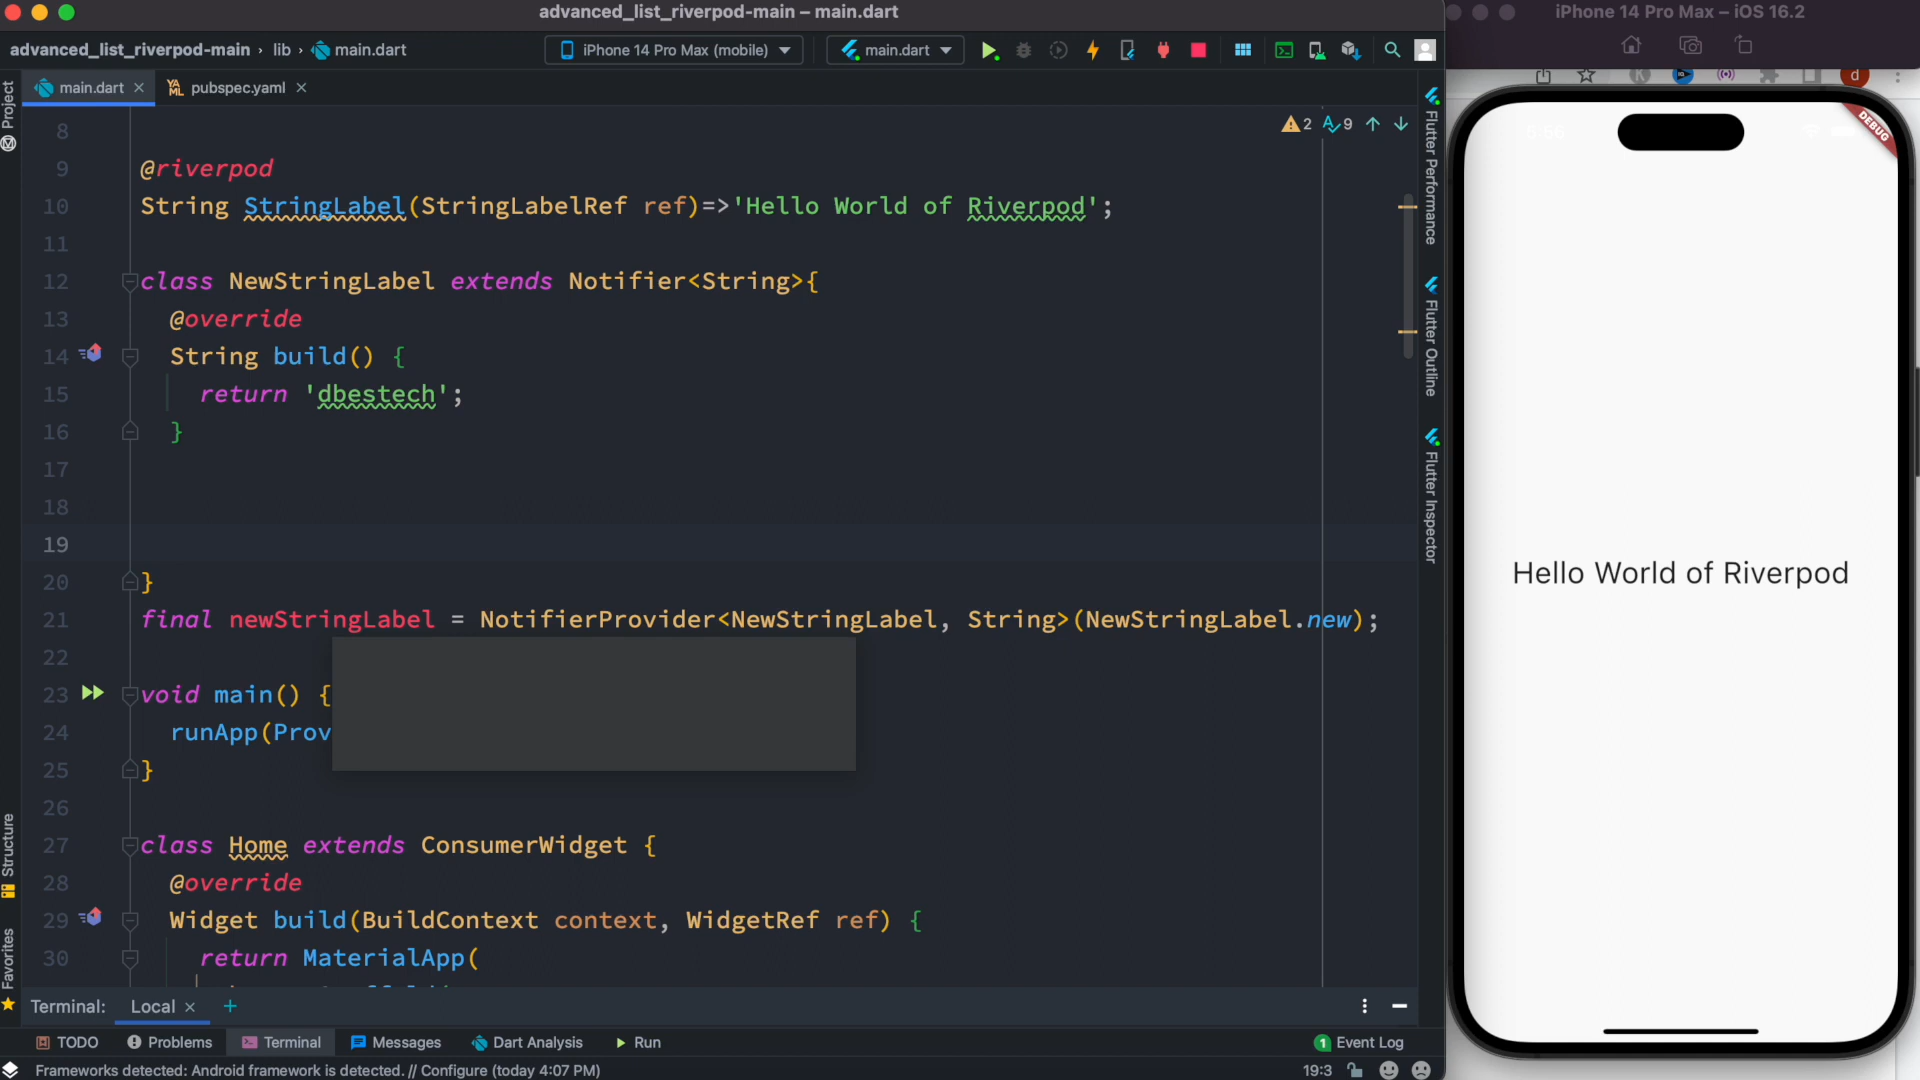 advanced_list_riverpod-main – main.dart
iPhone 14 Pro Max – iOS 16.2
advanced_list_riverpod-main › lib › main.dart
iPhone 14 Pro Max (mobile)
main.dart
main.dart ×
YAML pubspec.yaml ×
Project
Structure
Favorites
2 9
8
9 @riverpod
10 String StringLabel(StringLabelRef ref)=>'Hello World of Riverpod';
11
12 class NewStringLabel extends Notifier<String>{
13 @override
14 String build() {
15 return 'dbestech';
16 }
17
18
19
20 }
21 final newStringLabel = NotifierProvider<NewStringLabel, String>(NewStringLabel.new);
22
23 void main() {
24 runApp(Prov
25 }
26
27 class Home extends ConsumerWidget {
28 @override
29 Widget build(BuildContext context, WidgetRef ref) {
30 return MaterialApp(
Flutter Performance
Flutter Outline
Flutter Inspector
d
DEBUG
Hello World of Riverpod
Terminal: Local × +
TODO Problems Terminal Messages Dart Analysis Run
1 Event Log
Frameworks detected: Android framework is detected. // Configure (today 4:07 PM)
19:3